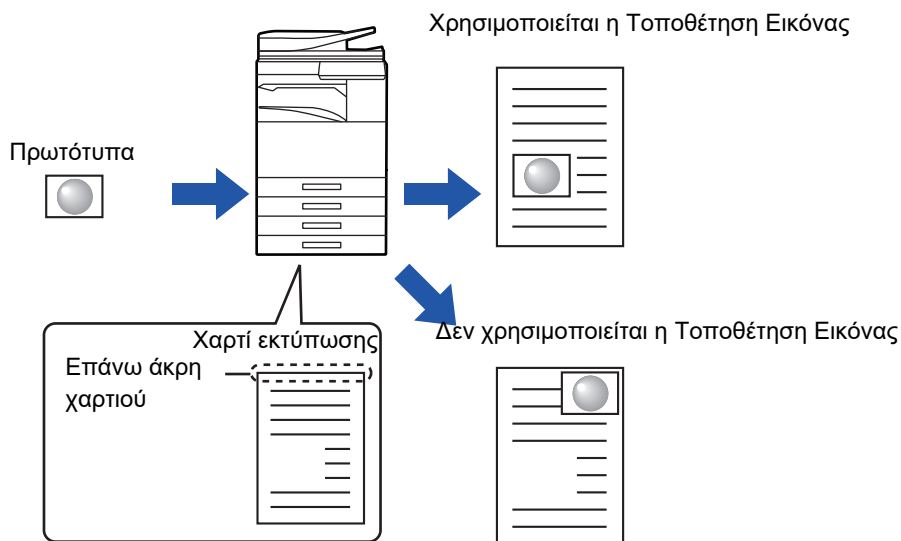 Χρησιμοποιείται η Τοποθέτηση Εικόνας
Πρωτότυπα
Χαρτί εκτύπωσης
Επάνω άκρη
χαρτιού
Δεν χρησιμοποιείται η Τοποθέτηση Εικόνας